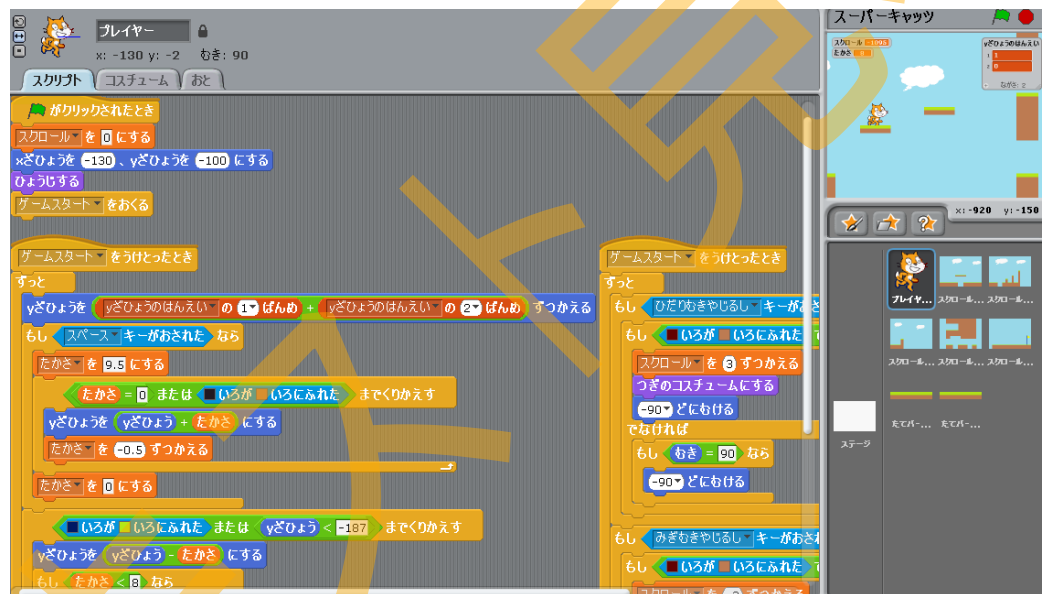 プレイヤー
x: -130 y: -2 むき: 90
スクリプト コスチューム おと
がクリックされたとき
スクロール を 0 にする
xざひょうを -130 、yざひょうを -100 にする
ひょうじする
ゲームスタート をおくる
ゲームスタート をうけとったとき
ずっと
yざひょうを yざひょうのはんえい の 1 ばんめ + yざひょうのはんえい の 2 ばんめ ずつかえる
もし スペース キーがおされた なら
たかさ を 9.5 にする
たかさ = 0 または いろが いろにふれた までくりかえす
yざひょうを yざひょう + たかさ にする
たかさ を -0.5 ずつかえる
たかさ を 0 にする
いろが いろにふれた または yざひょう < -187 までくりかえす
yざひょうを yざひょう - たかさ にする
もし たかさ < 8 なら
ゲームスタート をうけとったとき
ずっと
もし ひだりむきやじるし キーがおさ
もし いろが いろにふれた
スクロール を 3 ずつかえる
つぎのコスチュームにする
-90 どにむける
でなければ
もし むき = 90 なら
-90 どにむける
もし みぎむきやじるし キーがおさ
もし いろが いろにふれた
スーパーキャッツ
スクロール 1005
たかさ 0
yざひょうのはんえい
1 1
2 0
ながさ: 2
x: -920 y: -150
プレイヤ... スクロール... スクロール...
スクロール... スクロール... スクロール...
たてバー... たてバー...
ステージ